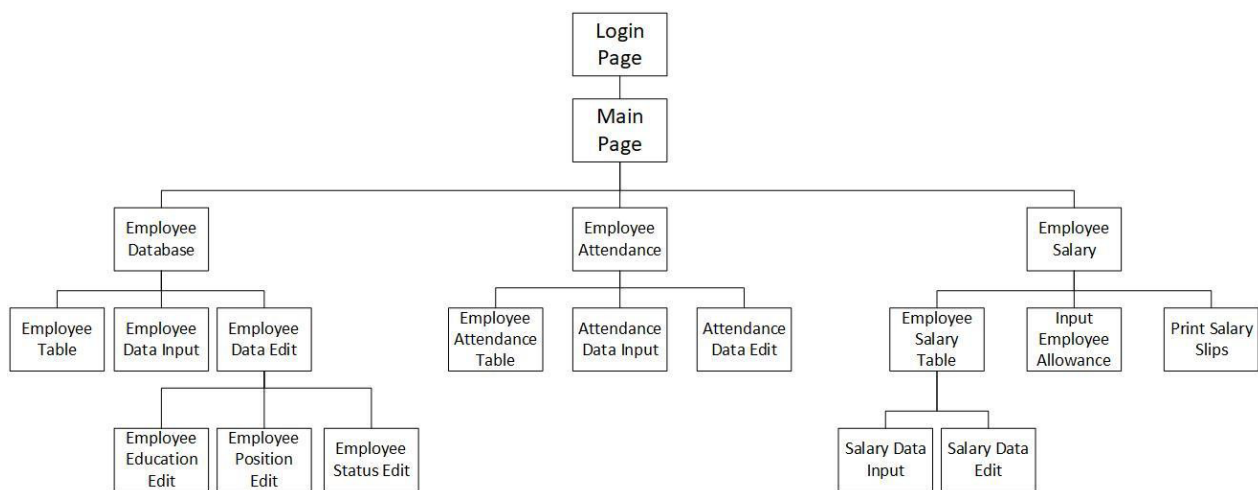 Login
Page
Main
Page
Employee
Database
Employee
Attendance
Employee
Salary
Employee
Table
Employee
Data Input
Employee
Data Edit
Employee
Attendance
Table
Attendance
Data Input
Attendance
Data Edit
Employee
Salary
Table
Input
Employee
Allowance
Print Salary
Slips
Employee
Education
Edit
Employee
Position
Edit
Employee
Status Edit
Salary Data
Input
Salary Data
Edit